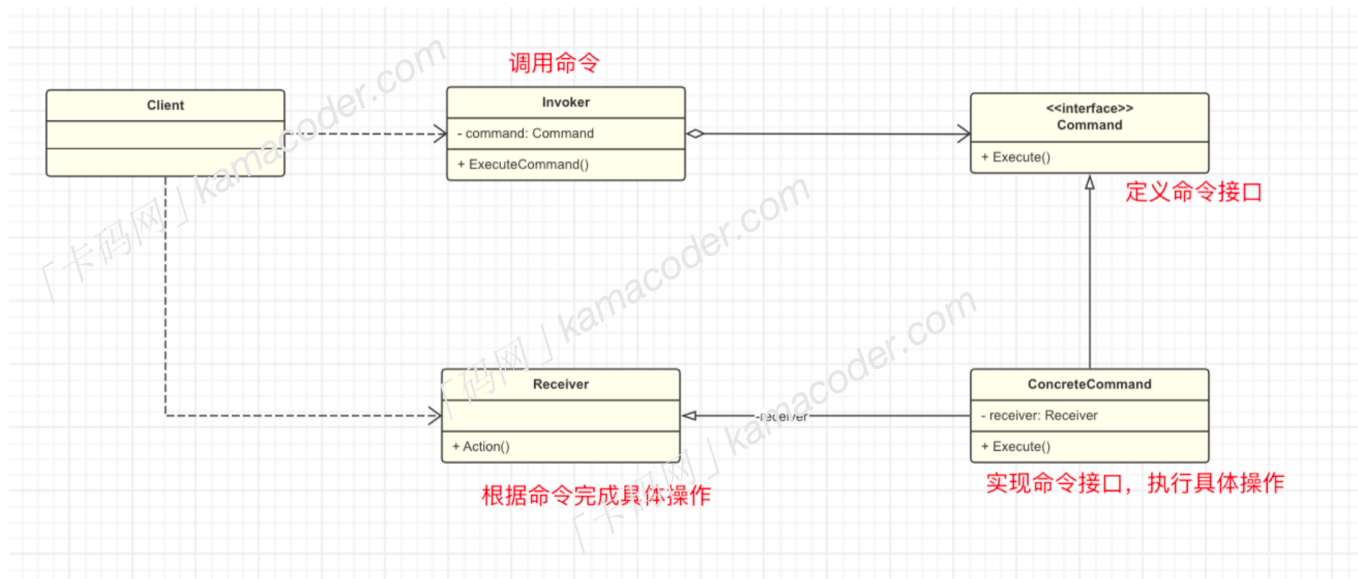 调用命令
Client
Invoker
- command: Command
+ ExecuteCommand()
<<interface>>
Command
+ Execute()
定义命令接口
Receiver
+ Action()
-receiver
ConcreteCommand
- receiver: Receiver
+ Execute()
根据命令完成具体操作
实现命令接口，执行具体操作
「卡码网」kamacoder.com
「卡码网」kamacoder.com
「卡码网」kamacoder.com